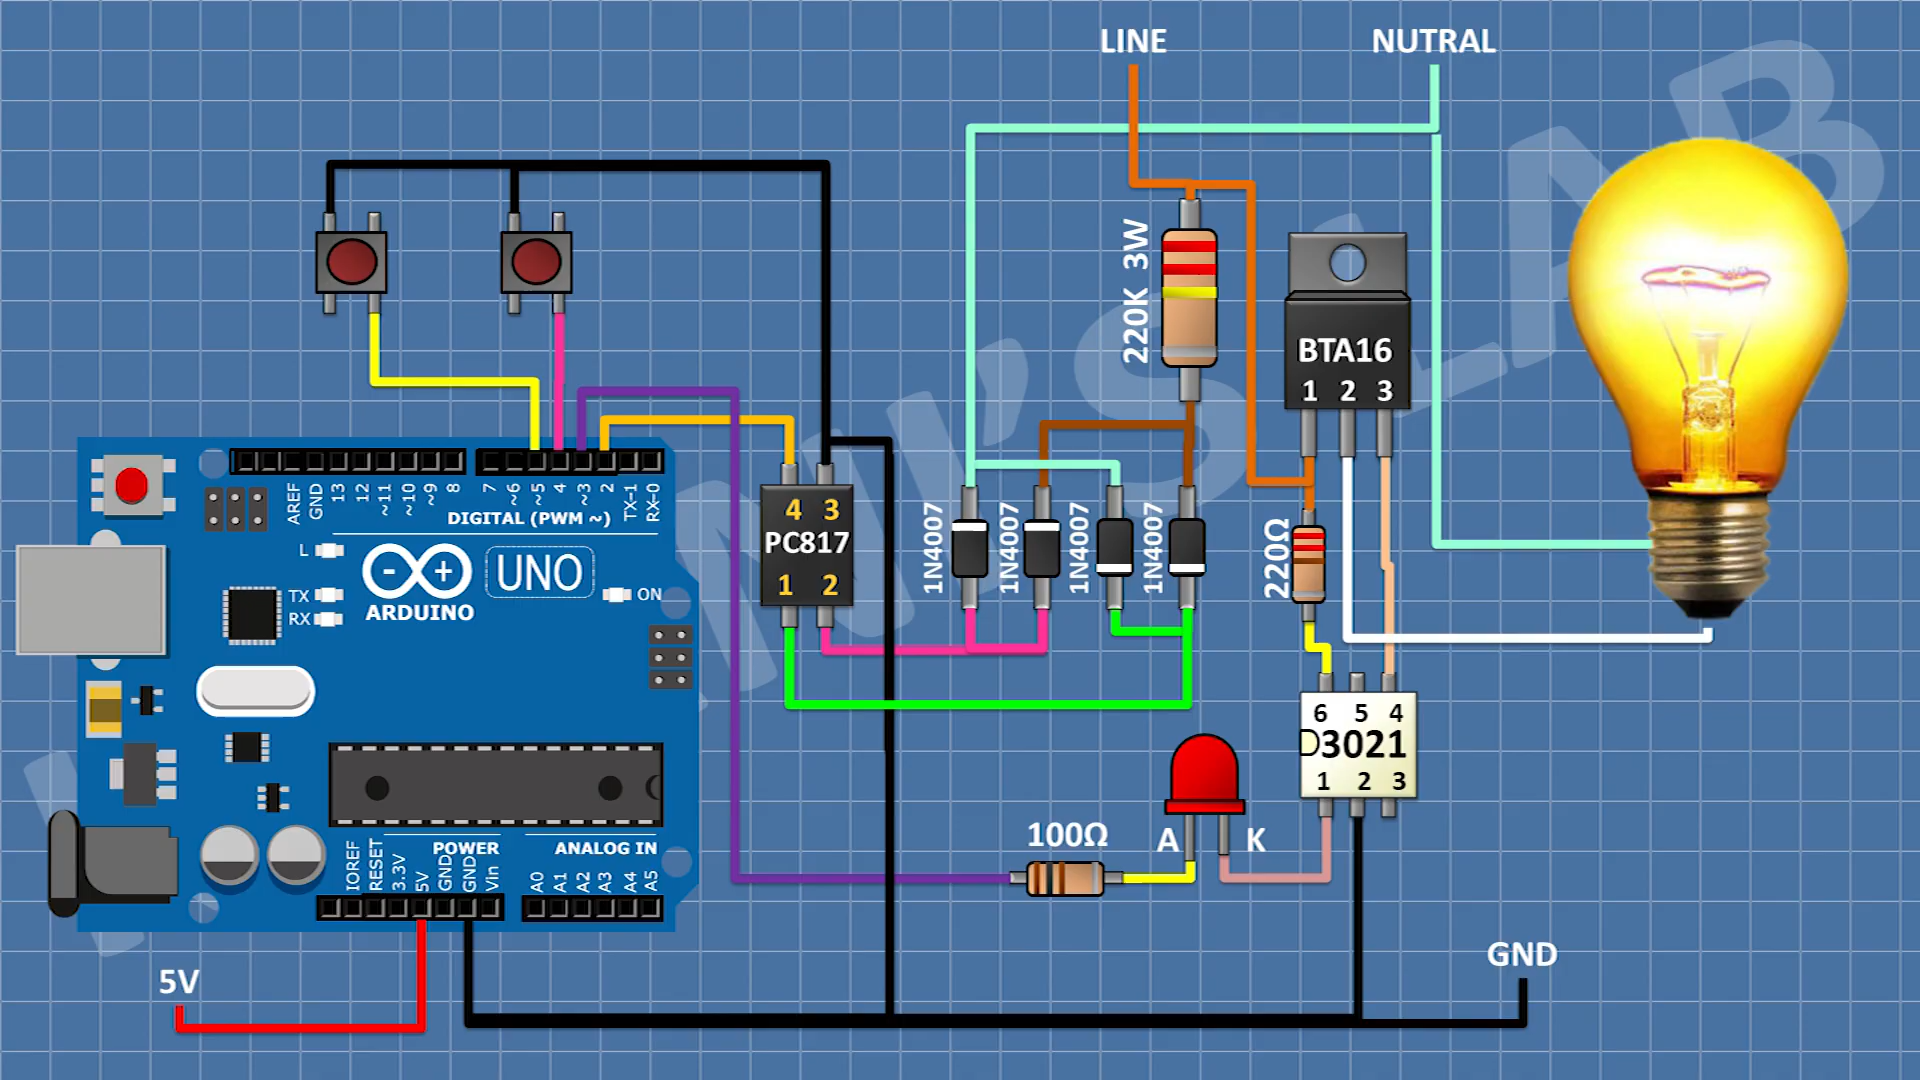 LINE
NUTRAL
220K 3W
BTA16
1 2 3
AREF
GND
13
12
~11
~10
~9
8
7
~6
~5
4
~3
2
TX-1
RX-0
DIGITAL (PWM ~)
L
TX
RX
ARDUINO
UNO
ON
4 3
PC817
1 2
1N4007
1N4007
1N4007
1N4007
220Ω
6 5 4
3021
1 2 3
100Ω
A
K
POWER
ANALOG IN
IOREF
RESET
3.3V
5V
GND
GND
Vin
A0
A1
A2
A3
A4
A5
5V
GND